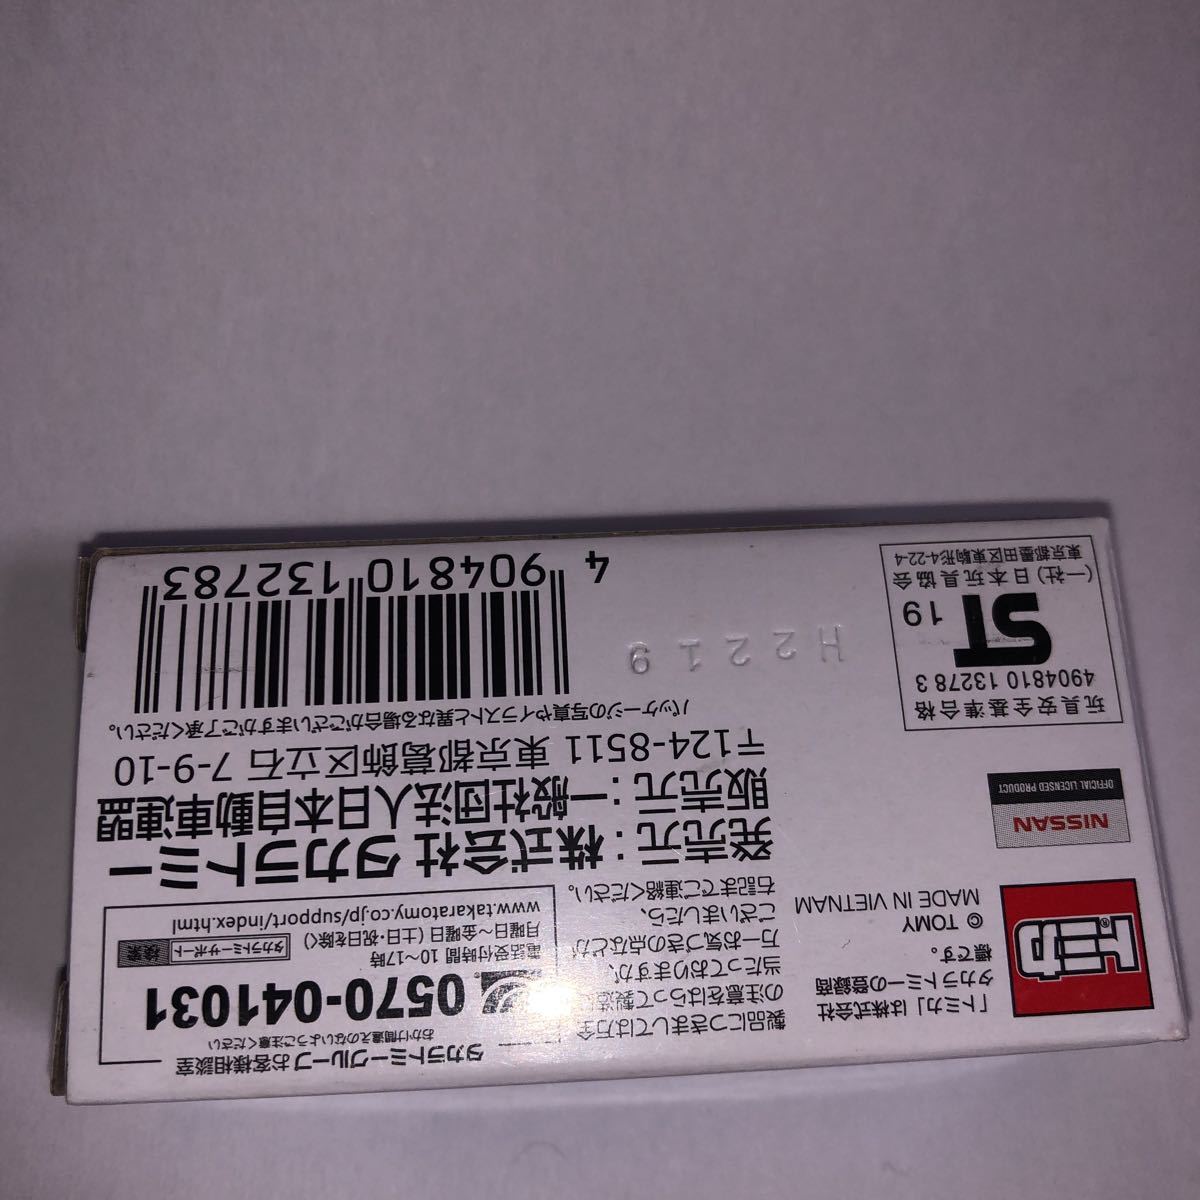 製品につきましては万全
の注意をはらって製造に
当たっておりますが、
万一お気づきの点などが
ございましたら、
右記までご連絡ください。
タカラトミーグループお客様相談室
おかけ間違えのないようご注意ください
0570-041031
電話受付時間 10～17時
月曜日～金曜日（土・日・祝日を除く）
タカラトミーサポート 検索
www.takaratomy.co.jp/support/index.html
発売元：株式会社 タカラトミー
販売元：一般社団法人日本自動車連盟
〒124-8511 東京都葛飾区立石 7-9-10
パッケージの写真やイラストと異なる場合がございますがご了承ください。
4 904810 132783
H2219
「トミカ」は株式会社
タカラトミーの登録商
標です。
© TOMY
MADE IN VIETNAM
トミカ®
NISSAN
OFFICIAL LICENSED PRODUCT
玩具安全基準合格
4904810 13278 3
ST
19
(一社)日本玩具協会
東京都墨田区東駒形4-22-4